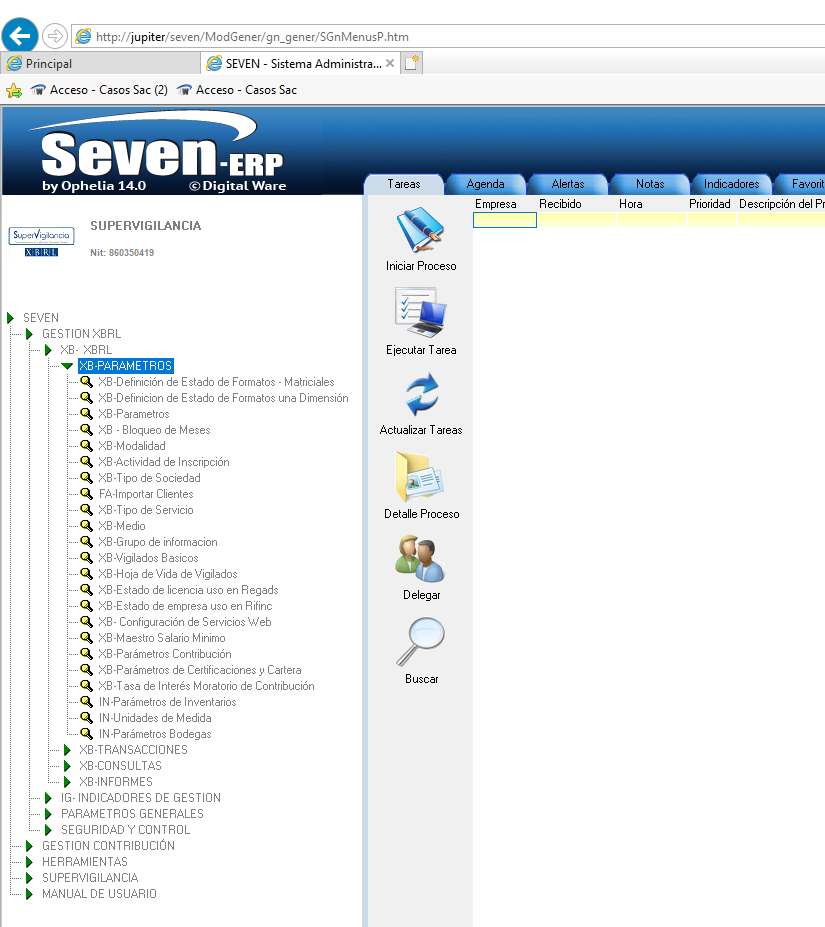 http://jupiter/seven/ModGener/gn_gener/SGnMenusP.htm
Principal
SEVEN - Sistema Administra...
Acceso - Casos Sac (2)
Acceso - Casos Sac
Seven-ERP
by Ophelia 14.0 © Digital Ware
Tareas Agenda Alertas Notas Indicadores Favorit
Empresa Recibido Hora Prioridad Descripción del Pr
SuperVigilancia
XBRL
SUPERVIGILANCIA
Nit: 860350419
SEVEN
GESTION XBRL
XB- XBRL
XB-PARAMETROS
XB-Definición de Estado de Formatos - Matriciales
XB-Definicion de Estado de Formatos una Dimensión
XB-Parametros
XB - Bloqueo de Meses
XB-Modalidad
XB-Actividad de Inscripción
XB-Tipo de Sociedad
FA-Importar Clientes
XB-Tipo de Servicio
XB-Medio
XB-Grupo de informacion
XB-Vigilados Basicos
XB-Hoja de Vida de Vigilados
XB-Estado de licencia uso en Regads
XB-Estado de empresa uso en Rifinc
XB- Configuración de Servicios Web
XB-Maestro Salario Minimo
XB-Parámetros Contribución
XB-Parámetros de Certificaciones y Cartera
XB-Tasa de Interés Moratorio de Contribución
IN-Parámetros de Inventarios
IN-Unidades de Medida
IN-Parámetros Bodegas
XB-TRANSACCIONES
XB-CONSULTAS
XB-INFORMES
IG- INDICADORES DE GESTION
PARAMETROS GENERALES
SEGURIDAD Y CONTROL
GESTION CONTRIBUCIÓN
HERRAMIENTAS
SUPERVIGILANCIA
MANUAL DE USUARIO
Iniciar Proceso
Ejecutar Tarea
Actualizar Tareas
Detalle Proceso
Delegar
Buscar